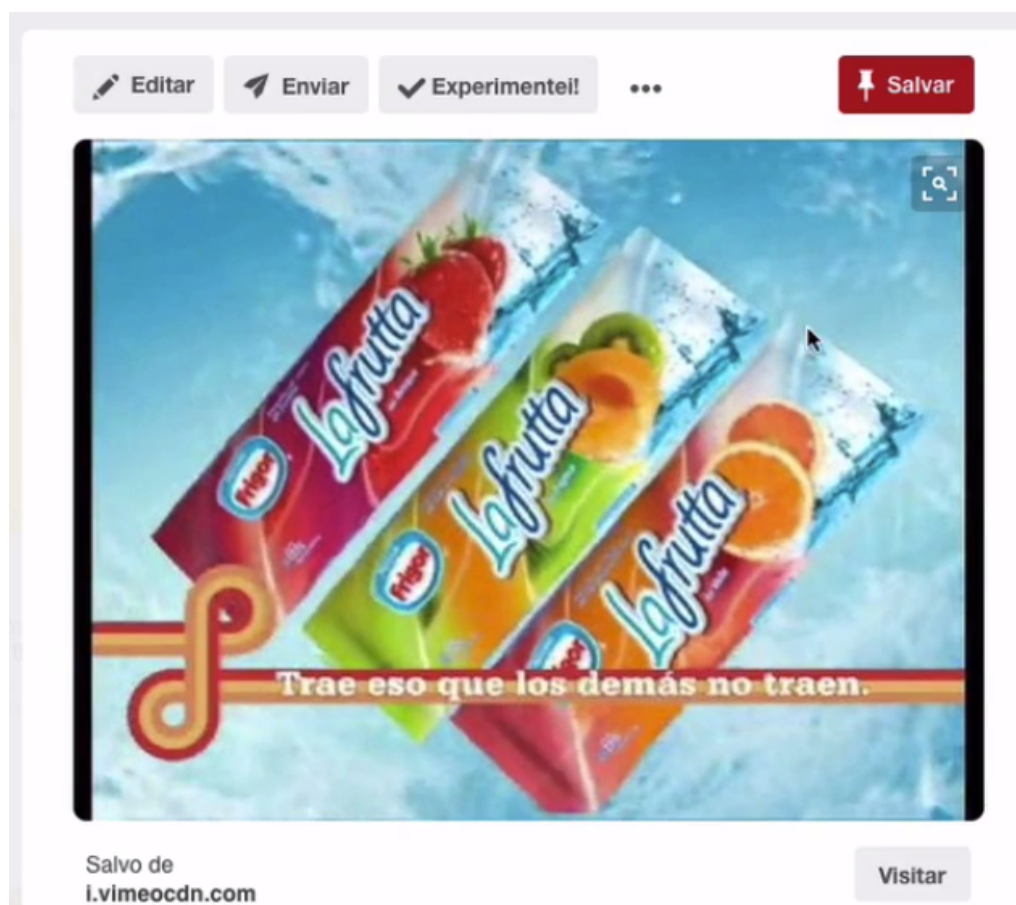 Editar
Enviar
Experimentei!
Salvar
Lafrutta
Frigor
Lafrutta
Frigor
Lafrutta
Frigor
Trae eso que los demás no traen.
Salvo de
i.vimeocdn.com
Visitar